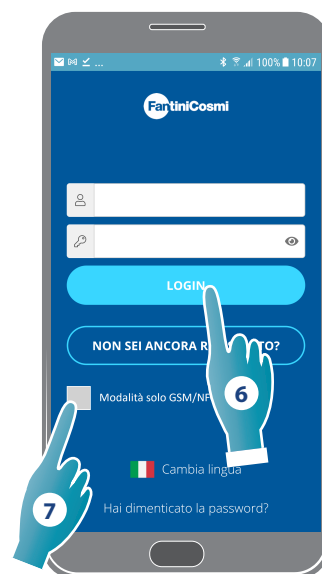 ... 100% 10:07
FantiniCosmi
LOGIN
NON SEI ANCORA
Modalità solo GSM/NF
6
7
Cambia lingua
Hai dimenticato la password?